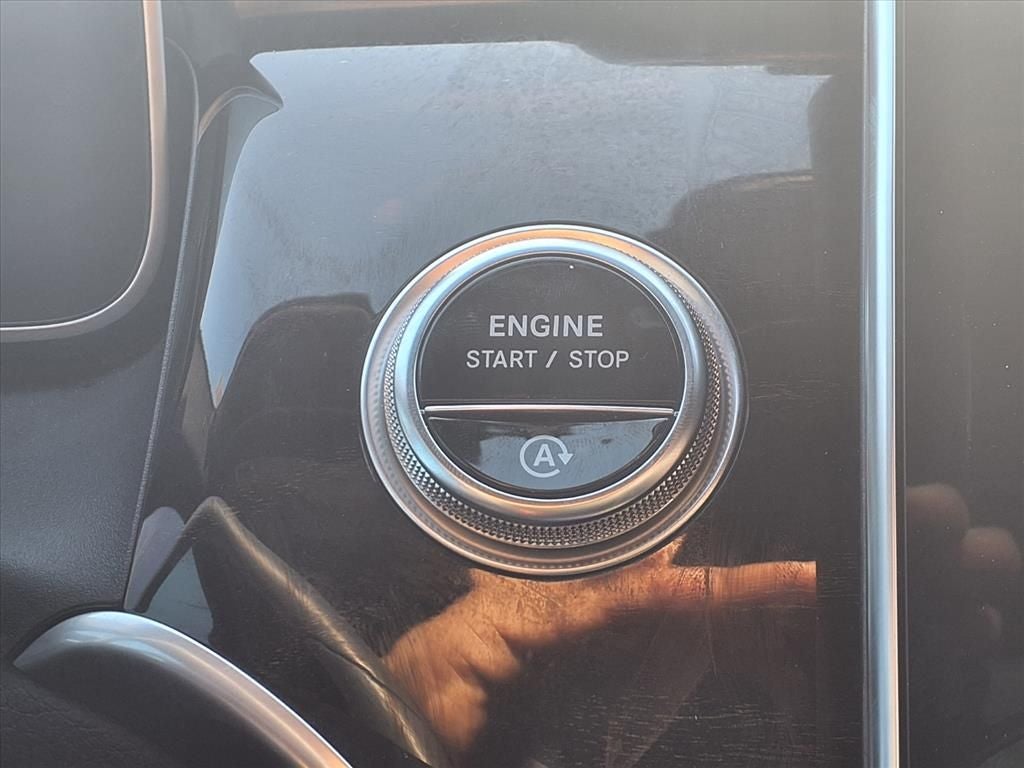 ENGINE
START / STOP
A